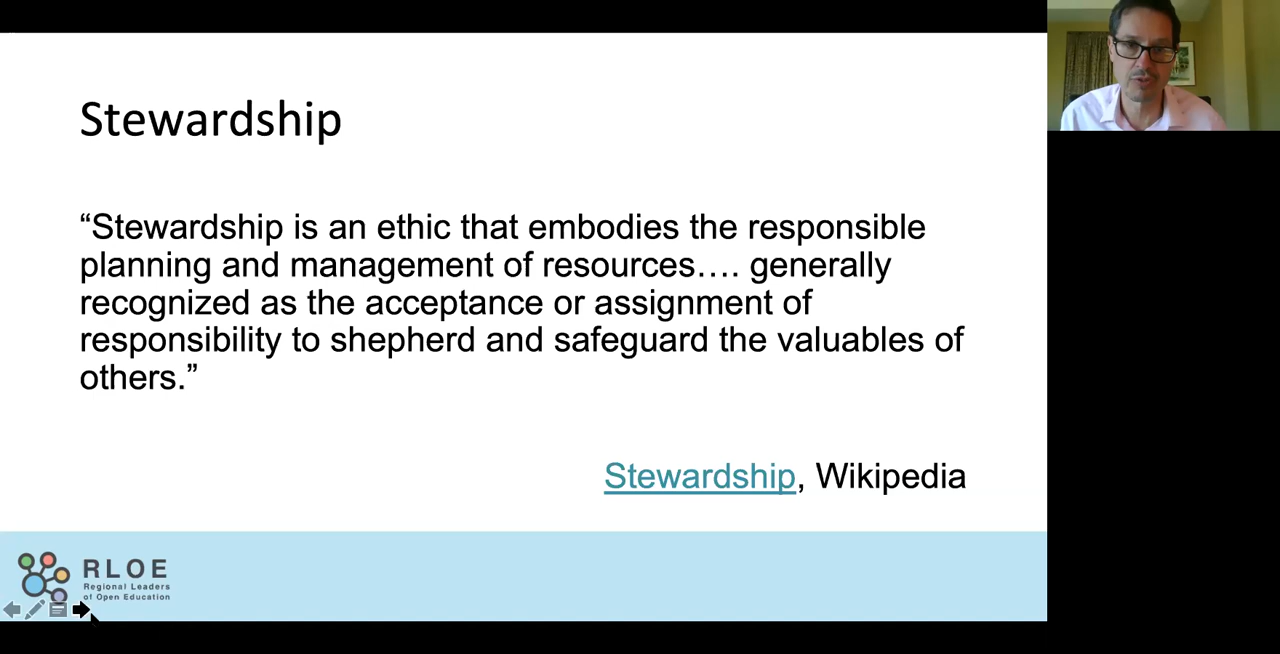 Stewardship
“Stewardship is an ethic that embodies the responsible
planning and management of resources…. generally
recognized as the acceptance or assignment of
responsibility to shepherd and safeguard the valuables of
others.”
Stewardship, Wikipedia
RLOE
Regional Leaders
of Open Education